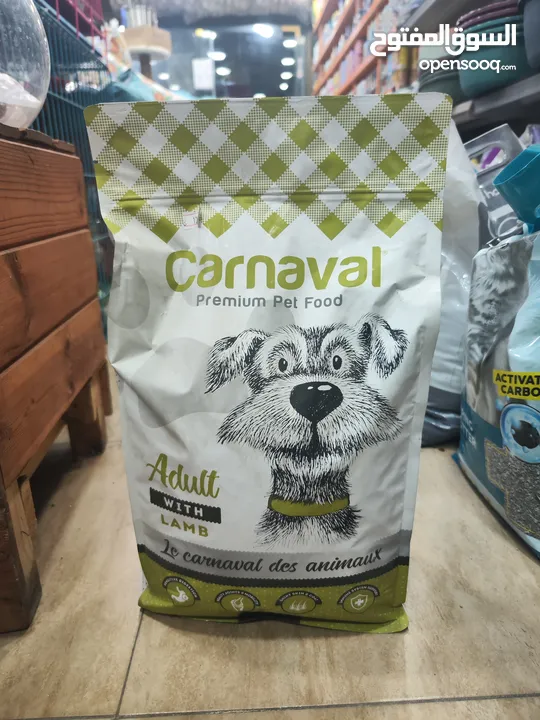 السوق المفتوح
opensooq.com
Carnaval
Premium Pet Food
Adult
WITH
LAMB
Le carnaval des animaux
ACTIVAT
CARBO